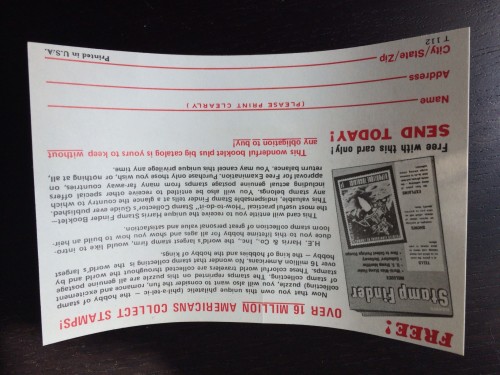 FREE!
OVER 16 MILLION AMERICANS COLLECT STAMPS!
Stamp Finder
Now that you own this unique philatelic (phil-a-tel-ic – the hobby of stamp
collecting) puzzle, you will also want to consider the fun, romance and excitement
of stamp collecting. The stamps pictured on this puzzle are all genuine postage
stamps. These colorful world treasures are collected throughout the world and by
over 16 million Americans. No wonder that stamp collecting is the world's largest
hobby – the king of hobbies and the hobby of kings.
H.E. Harris & Co., Inc., the world's largest stamp firm, would like to intro-
duce you to this lifetime hobby for all ages and show you how to build an heir-
loom stamp collection of great personal value and satisfaction.
This card will entitle you to receive the unique Harris Stamp Finder Booklet—
the most useful practical "How-to-do-it" Stamp Collector's Guide ever published.
This valuable, indispensable Stamp Finder tells at a glance the country to which
any stamp belongs. You will also be entitled to receive other special offers
including actual genuine postage stamps from many far-away countries, on
approval for Free Examination. Purchase only those you wish, or nothing at all,
return balance. You may cancel this unique privilege any time.
This wonderful booklet plus big catalog is yours to keep without
any obligation to buy!
Free with this card only!
SEND TODAY!
(PLEASE PRINT CLEARLY)
Name
Address
City/State/Zip
T 112
Printed in U.S.A.